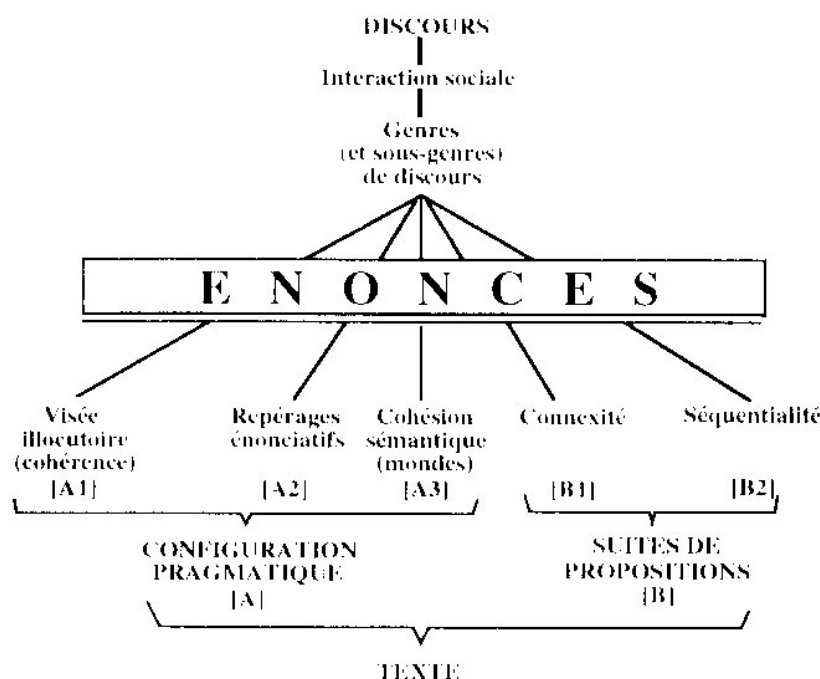 DISCOURS
Interaction sociale
Genres
(et sous-genres)
de discours
E N O N C E S
Visée
illocutoire
(cohérence)
[A1]
Repérages
énonciatifs
[A2]
Cohésion
sémantique
(mondes)
[A3]
Connexité
[B1]
Séquentialité
[B2]
CONFIGURATION
PRAGMATIQUE
[A]
SUITES DE
PROPOSITIONS
[B]
TEXTE